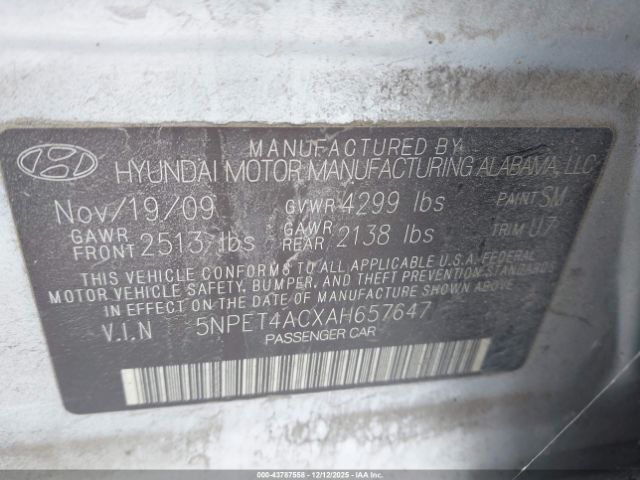 MANUFACTURED BY
HYUNDAI MOTOR MANUFACTURING ALABAMA, LLC
Nov/19/09 GVWR 4299 lbs PAINT SM
GAWR FRONT 2513 lbs GAWR REAR 2138 lbs TRIM U7
THIS VEHICLE CONFORMS TO ALL APPLICABLE U.S.A. FEDERAL
MOTOR VEHICLE SAFETY, BUMPER, AND THEFT PREVENTION STANDARDS
IN EFFECT ON THE DATE OF MANUFACTURE SHOWN ABOVE.
V.I.N 5NPET4ACXAH657647
PASSENGER CAR
000-43787558 - 12/12/2025 - IAAI.COM